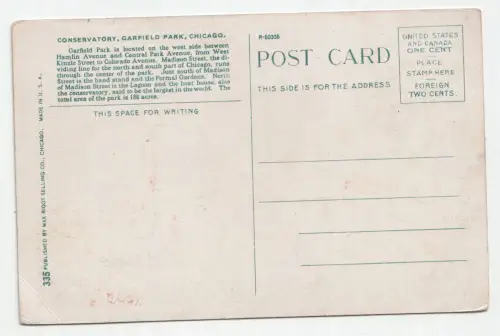 CONSERVATORY, GARFIELD PARK, CHICAGO.
Garfield Park is located on the west side between
Hamlin Avenue and Central Park Avenue, from West
Kinzie Street to Colorado Avenue. Madison Street, the di-
viding line for the north and south part of Chicago, runs
through the center of the park. Just south of Madison
Street is the band stand and the Formal Gardens. North
of Madison Street is the Lagoon and the boat house, also
the conservatory, said to be the largest in the world. The
total area of the park is 188 acres.
THIS SPACE FOR WRITING
335 PUBLISHED BY MAX RIGOT SELLING CO., CHICAGO. MADE IN U. S. A.
POST CARD
THIS SIDE IS FOR THE ADDRESS
UNITED STATES
AND CANADA
ONE CENT
PLACE
STAMP HERE
FOREIGN
TWO CENTS.